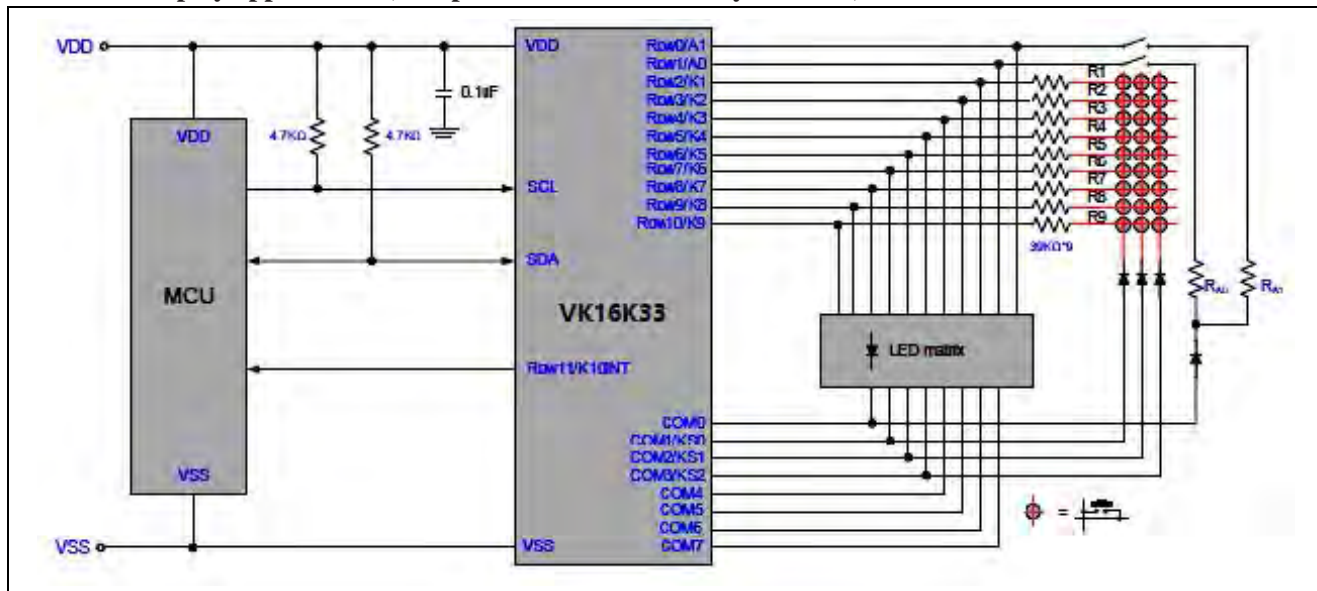 VDD
VDD
VDD
4.7KΩ
4.7KΩ
0.1uF
SCL
SDA
MCU
VK16K33
Row11/K10INT
VSS
VSS
VSS
Row0/A1
Row1/A0
Row2/K1
Row3/K2
Row4/K3
Row5/K4
Row6/K5
Row7/K6
Row8/K7
Row9/K8
Row10/K9
R1
R2
R3
R4
R5
R6
R7
R8
R9
39KΩ*9
RA0
RA1
LED matrix
COM0
COM1/KS0
COM2/KS1
COM3/KS2
COM4
COM5
COM6
COM7
=